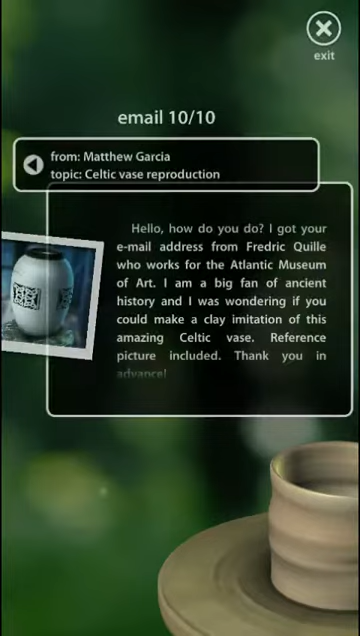 exit
email 10/10
from: Matthew Garcia
topic: Celtic vase reproduction
Hello, how do you do? I got your
e-mail address from Fredric Quille
who works for the Atlantic Museum
of Art. I am a big fan of ancient
history and I was wondering if you
could make a clay imitation of this
amazing Celtic vase. Reference
picture included. Thank you in
advance!